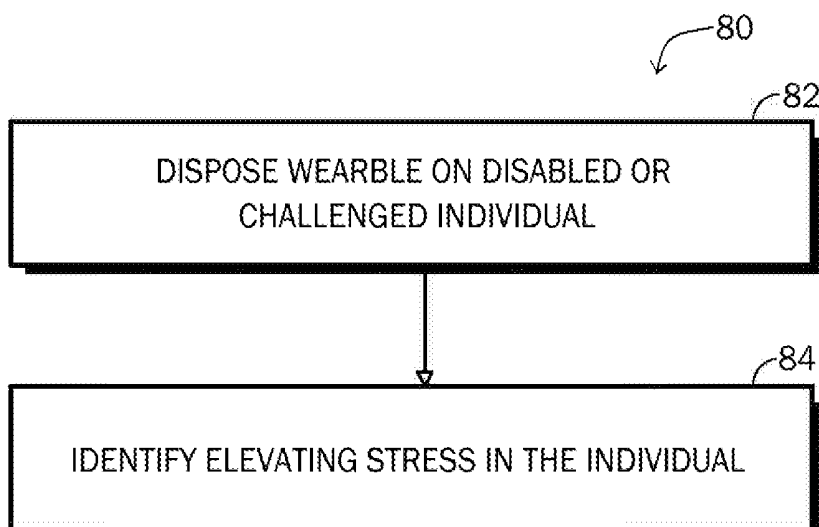 80
82
DISPOSE WEARBLE ON DISABLED OR
CHALLENGED INDIVIDUAL
84
IDENTIFY ELEVATING STRESS IN THE INDIVIDUAL